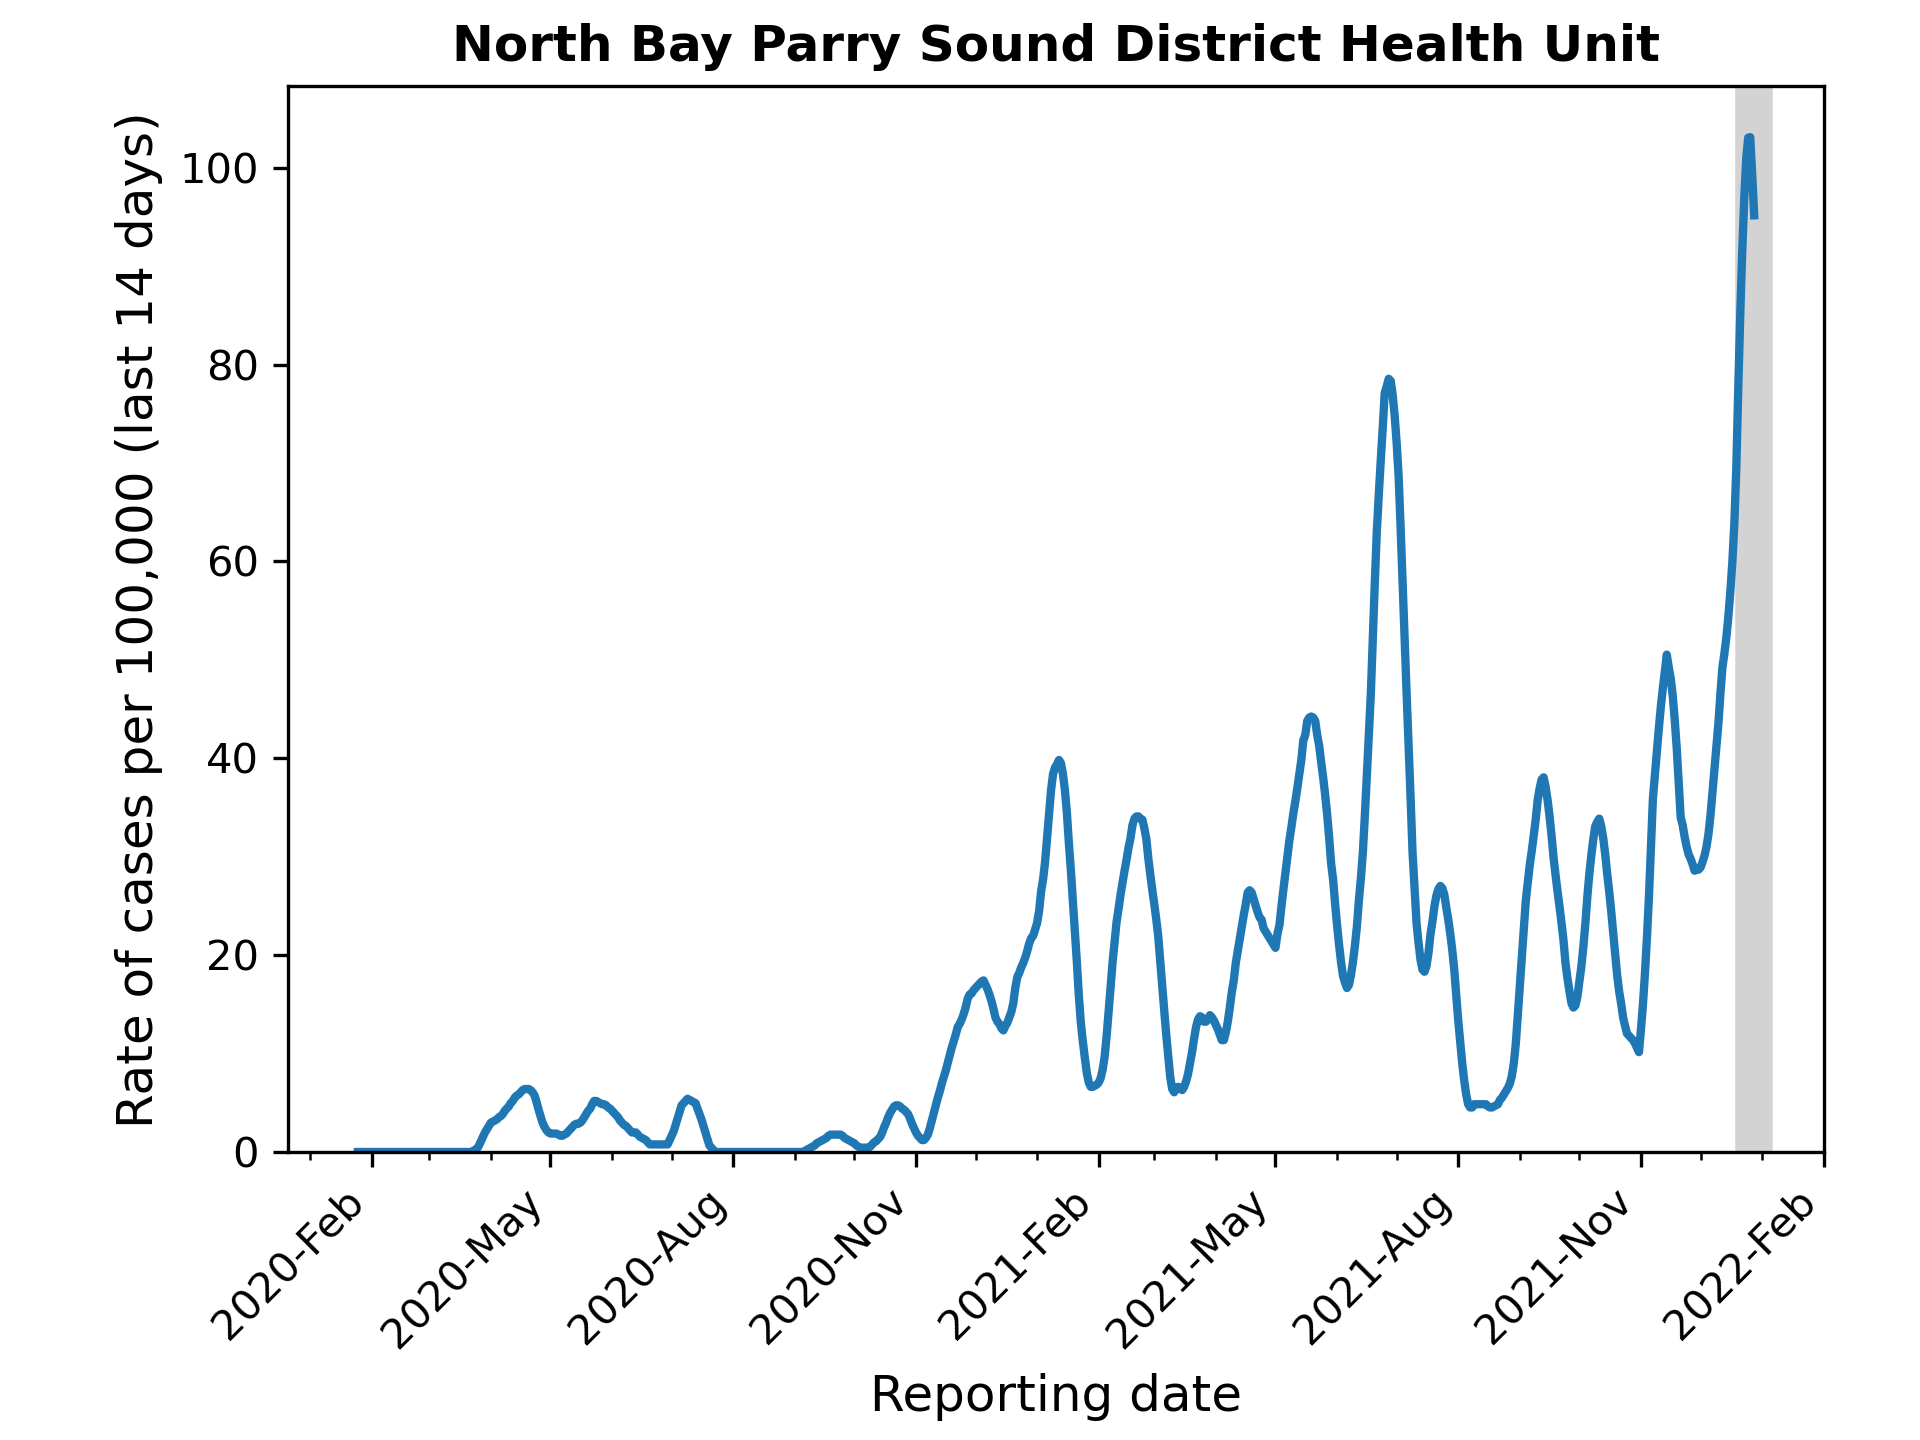 North Bay Parry Sound District Health Unit
Rate of cases per 100,000 (last 14 days)
100
80
60
40
20
0
2020-Feb
2020-May
2020-Aug
2020-Nov
2021-Feb
2021-May
2021-Aug
2021-Nov
2022-Feb
Reporting date